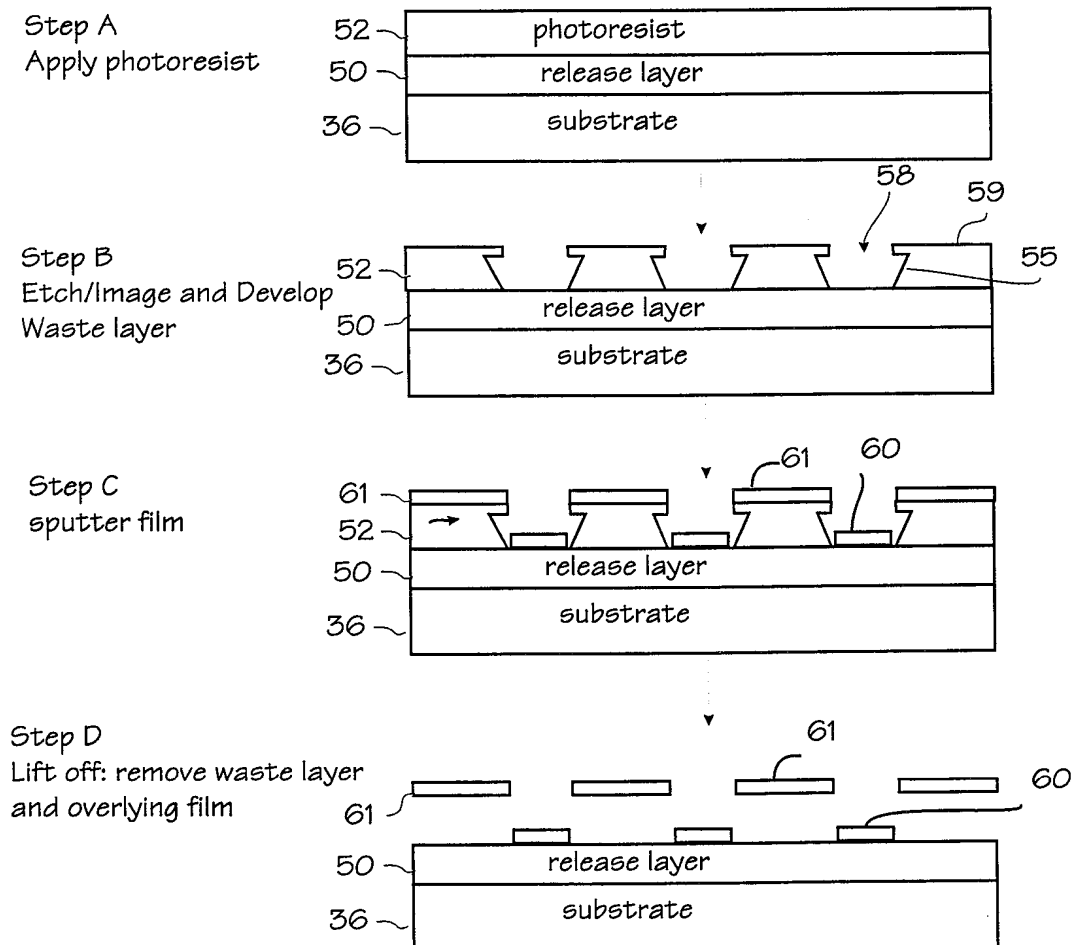 Step A
Apply photoresist
52
photoresist
50
release layer
36
substrate
58
59
Step B
Etch/Image and Develop
Waste layer
52
55
50
release layer
36
substrate
Step C
sputter film
61
61
60
52
50
release layer
36
substrate
Step D
Lift off: remove waste layer
and overlying film
61
61
60
50
release layer
36
substrate